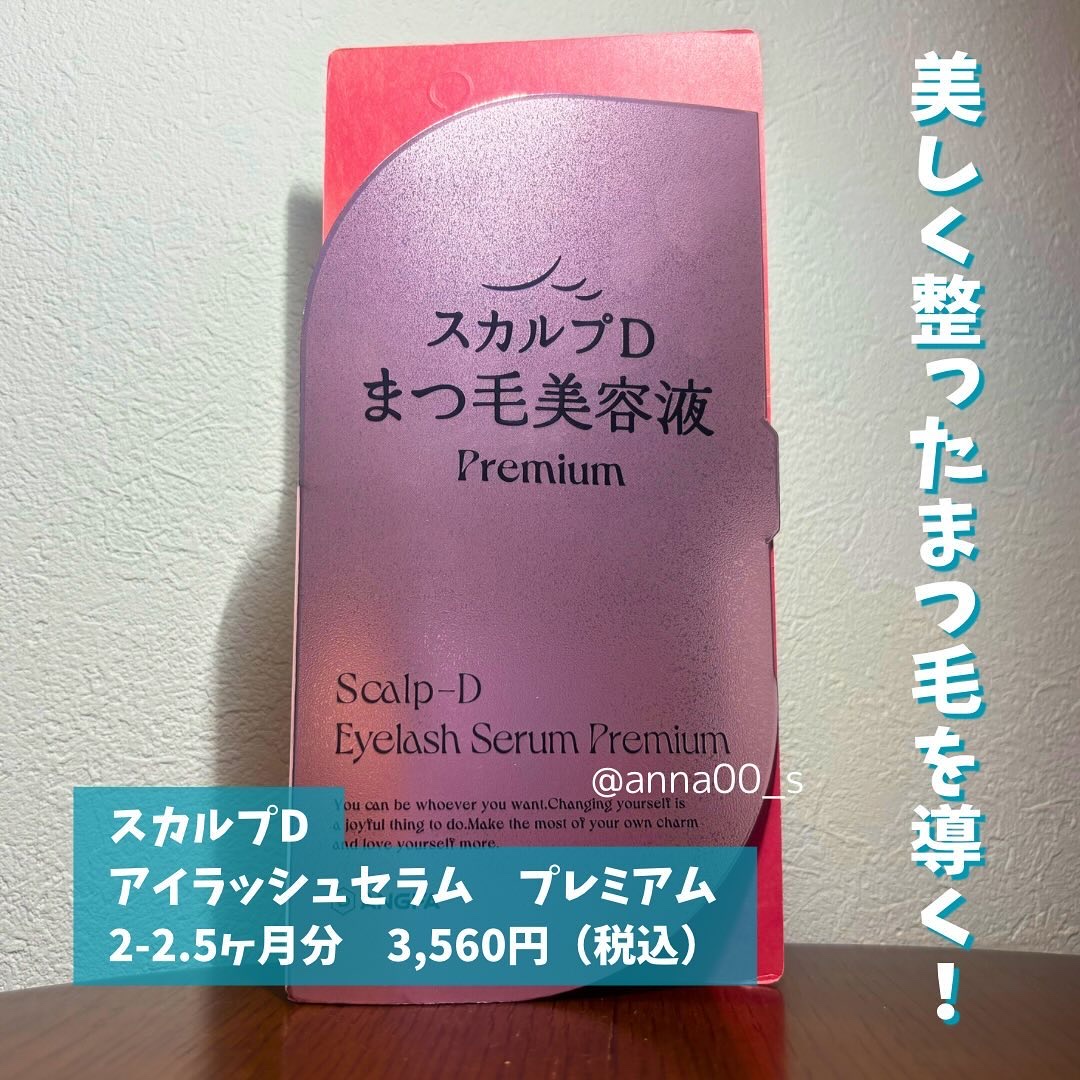 美しく整ったまつ毛を導く!
スカルプD
まつ毛美容液
Premium
Scalp-D
Eyelash Serum Premium
@anna00_s
You can be whoever you want.Changing yourself is
a joyful thing to do.Make the most of your own charm
and love yourself more.
ANGFA
スカルプD
アイラッシュセラム プレミアム
2-2.5ヶ月分 3,560円（税込）